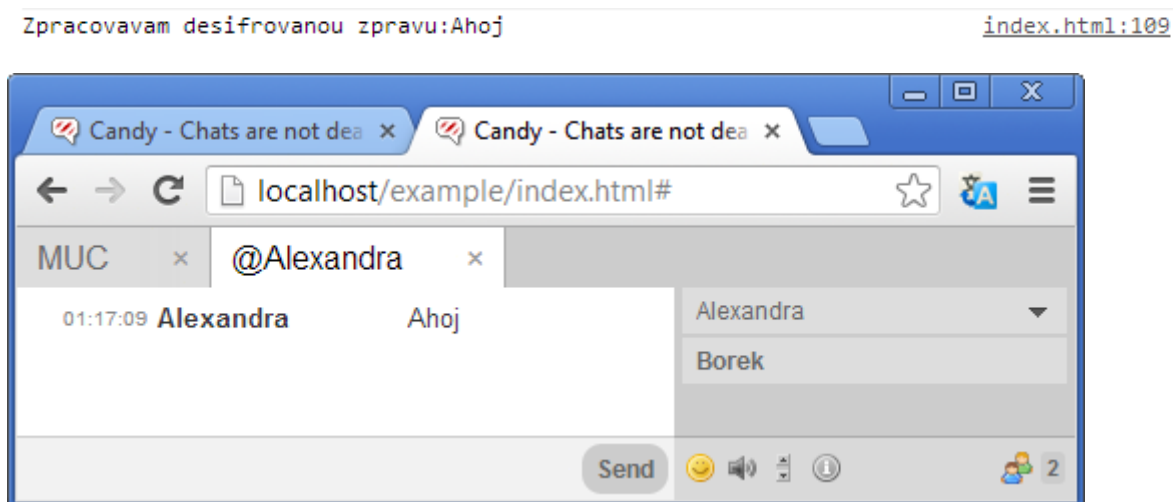 Zpracovavam desifrovanou zpravu:Ahoj index.html:109
Candy - Chats are not dea Candy - Chats are not dea
localhost/example/index.html#
MUC @Alexandra
01:17:09 Alexandra Ahoj
Alexandra
Borek
Send 2